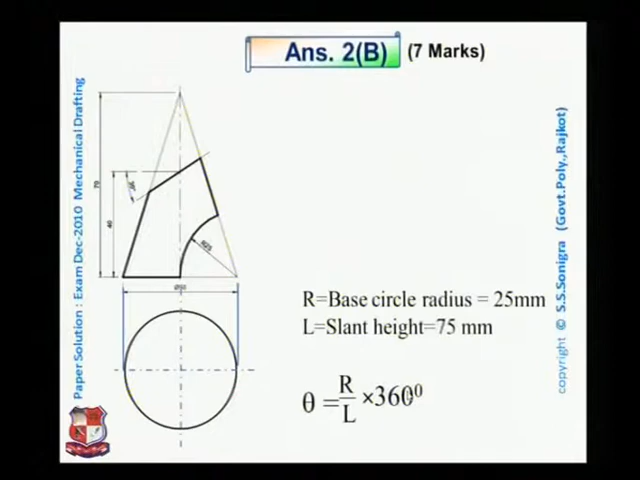 Ans. 2(B) (7 Marks)
Paper Solution : Exam Dec-2010 Mechanical Drafting
70
40
R25
Ø50
R=Base circle radius = 25mm
L=Slant height=75 mm
θ = R/L ×360⁰
copyright © S.S.Sonigra (Govt.Poly.,Rajkot)